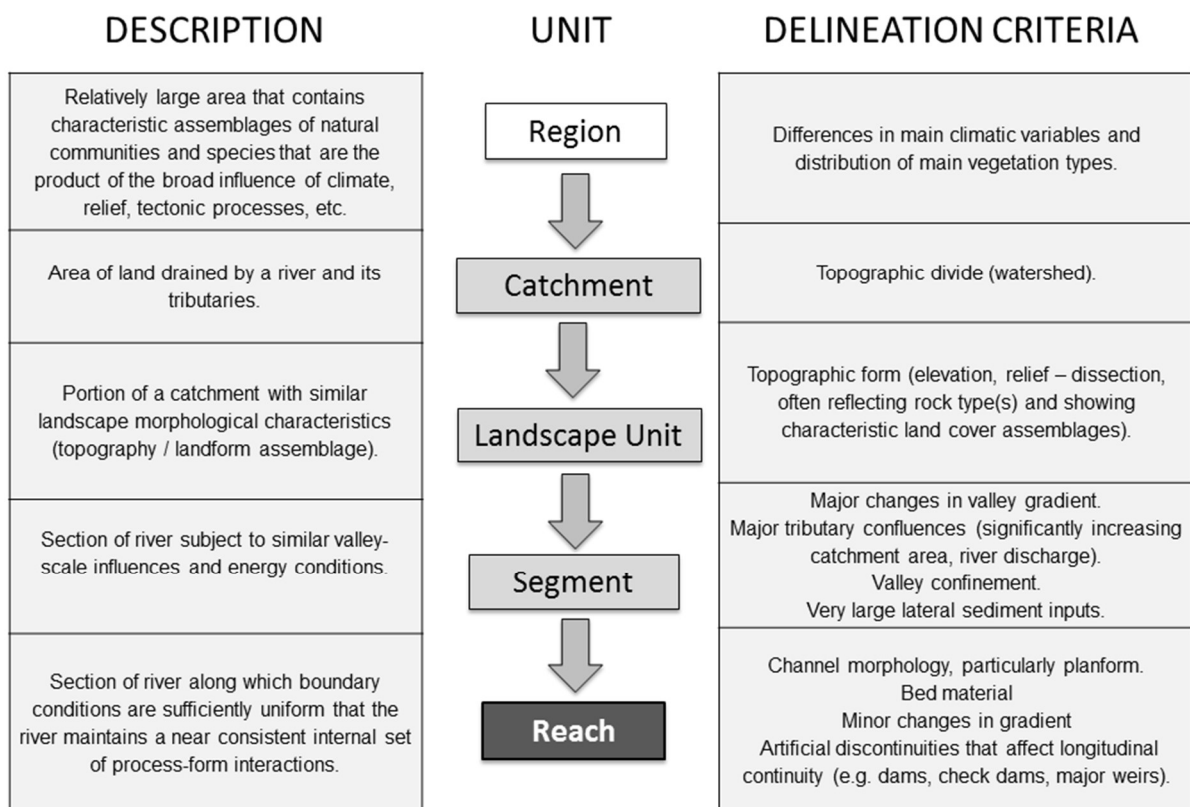 DESCRIPTION
UNIT
DELINEATION CRITERIA
Relatively large area that contains
characteristic assemblages of natural
communities and species that are the
product of the broad influence of climate,
relief, tectonic processes, etc.
Region
Differences in main climatic variables and
distribution of main vegetation types.
Area of land drained by a river and its
tributaries.
Catchment
Topographic divide (watershed).
Portion of a catchment with similar
landscape morphological characteristics
(topography / landform assemblage).
Landscape Unit
Topographic form (elevation, relief – dissection,
often reflecting rock type(s) and showing
characteristic land cover assemblages).
Section of river subject to similar valley-
scale influences and energy conditions.
Segment
Major changes in valley gradient.
Major tributary confluences (significantly increasing
catchment area, river discharge).
Valley confinement.
Very large lateral sediment inputs.
Section of river along which boundary
conditions are sufficiently uniform that the
river maintains a near consistent internal set
of process-form interactions.
Reach
Channel morphology, particularly planform.
Bed material
Minor changes in gradient
Artificial discontinuities that affect longitudinal
continuity (e.g. dams, check dams, major weirs).